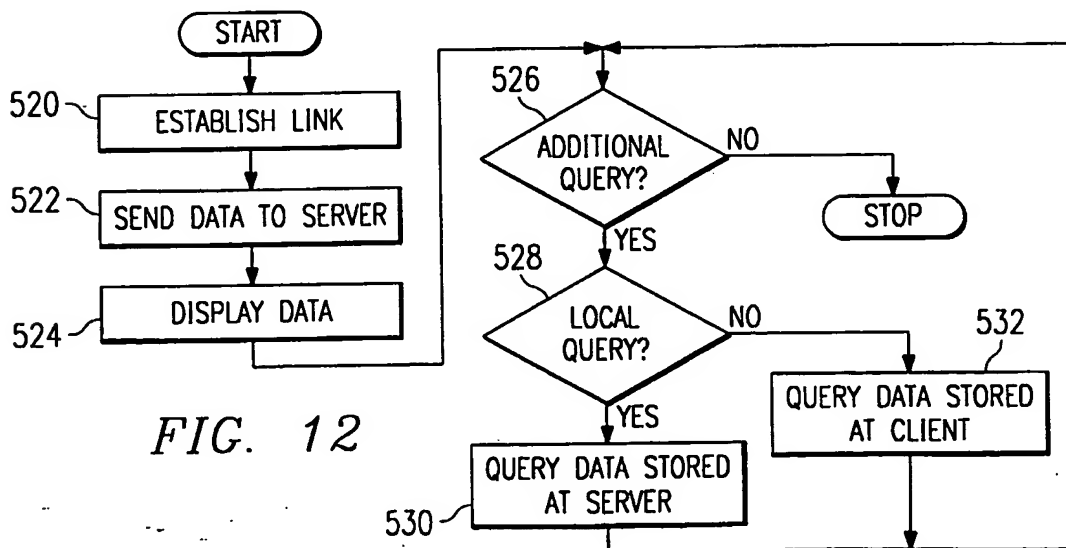 START
520
ESTABLISH LINK
522
SEND DATA TO SERVER
524
DISPLAY DATA
526
ADDITIONAL
QUERY?
NO
STOP
YES
528
LOCAL
QUERY?
NO
532
QUERY DATA STORED
AT CLIENT
YES
QUERY DATA STORED
AT SERVER
530
FIG. 12